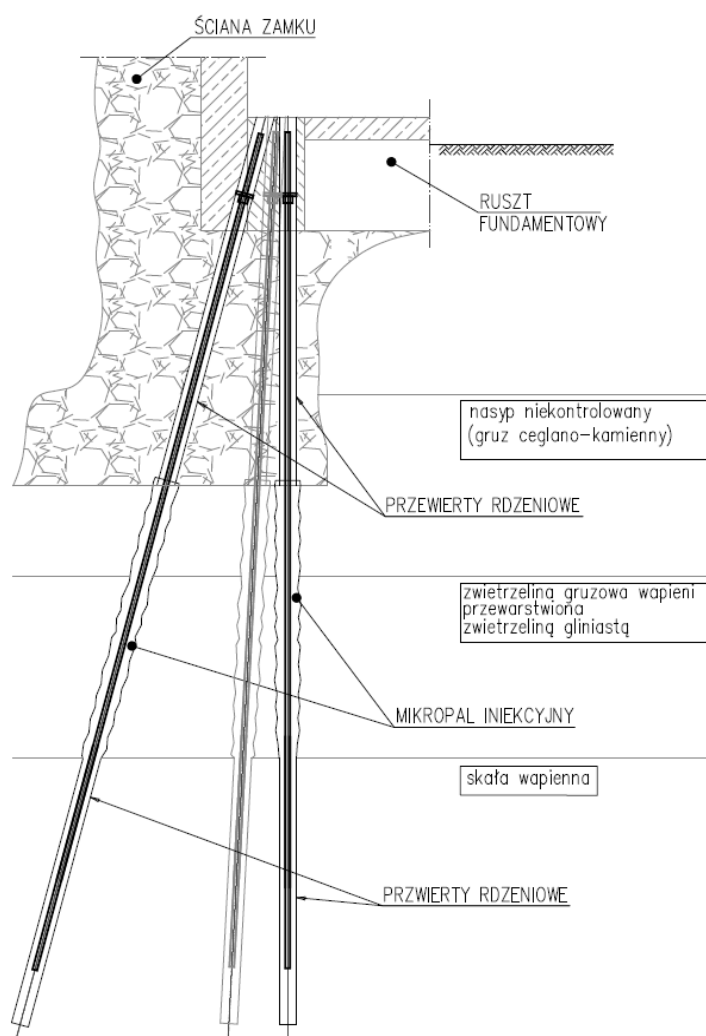 ŚCIANA ZAMKU
RUSZT
FUNDAMENTOWY
nasyp niekontrolowany
(gruz ceglano-kamienny)
PRZEWIERTY RDZENIOWE
zwietrzelina gruzowa wapieni
przewarstwiona
zwietrzeliną gliniastą
MIKROPAL INIEKCYJNY
skała wapienna
PRZWIERTY RDZENIOWE